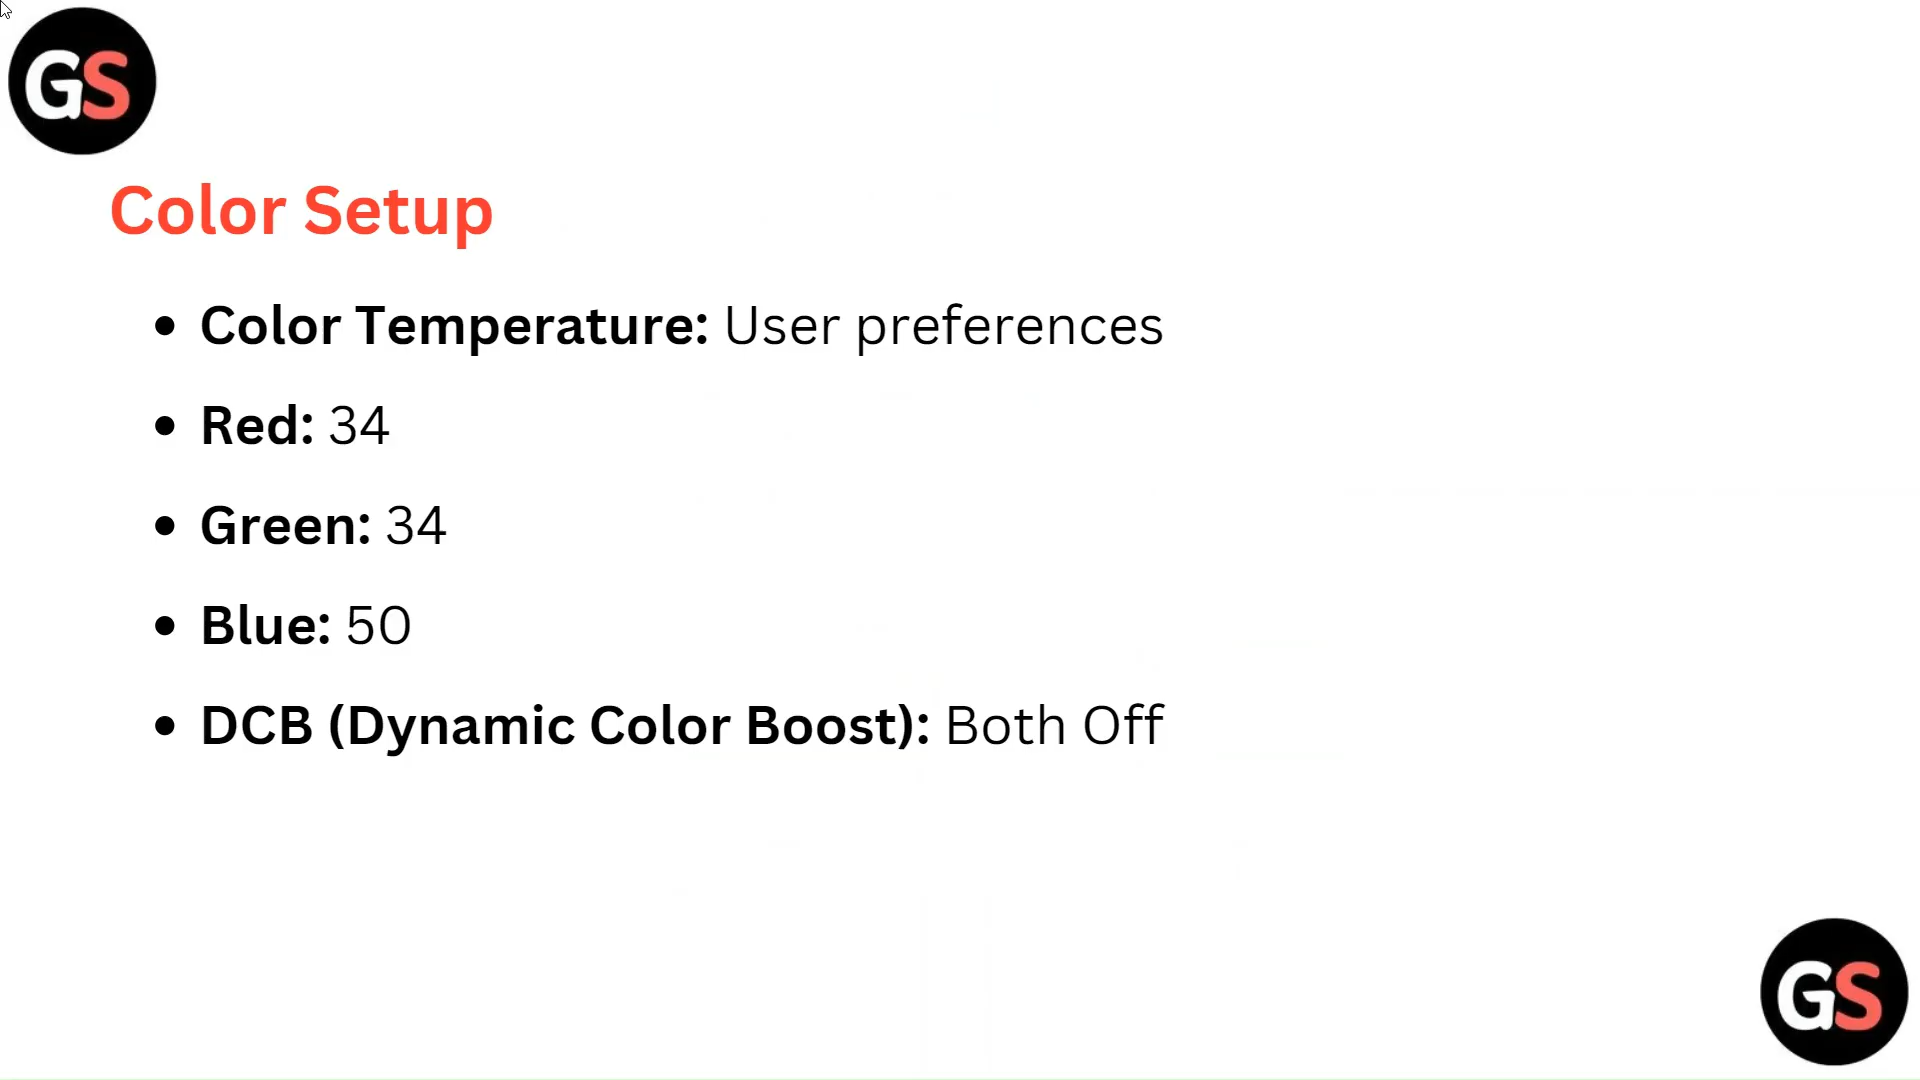 GS
Color Setup
• Color Temperature: User preferences
• Red: 34
• Green: 34
• Blue: 50
• DCB (Dynamic Color Boost): Both Off
GS